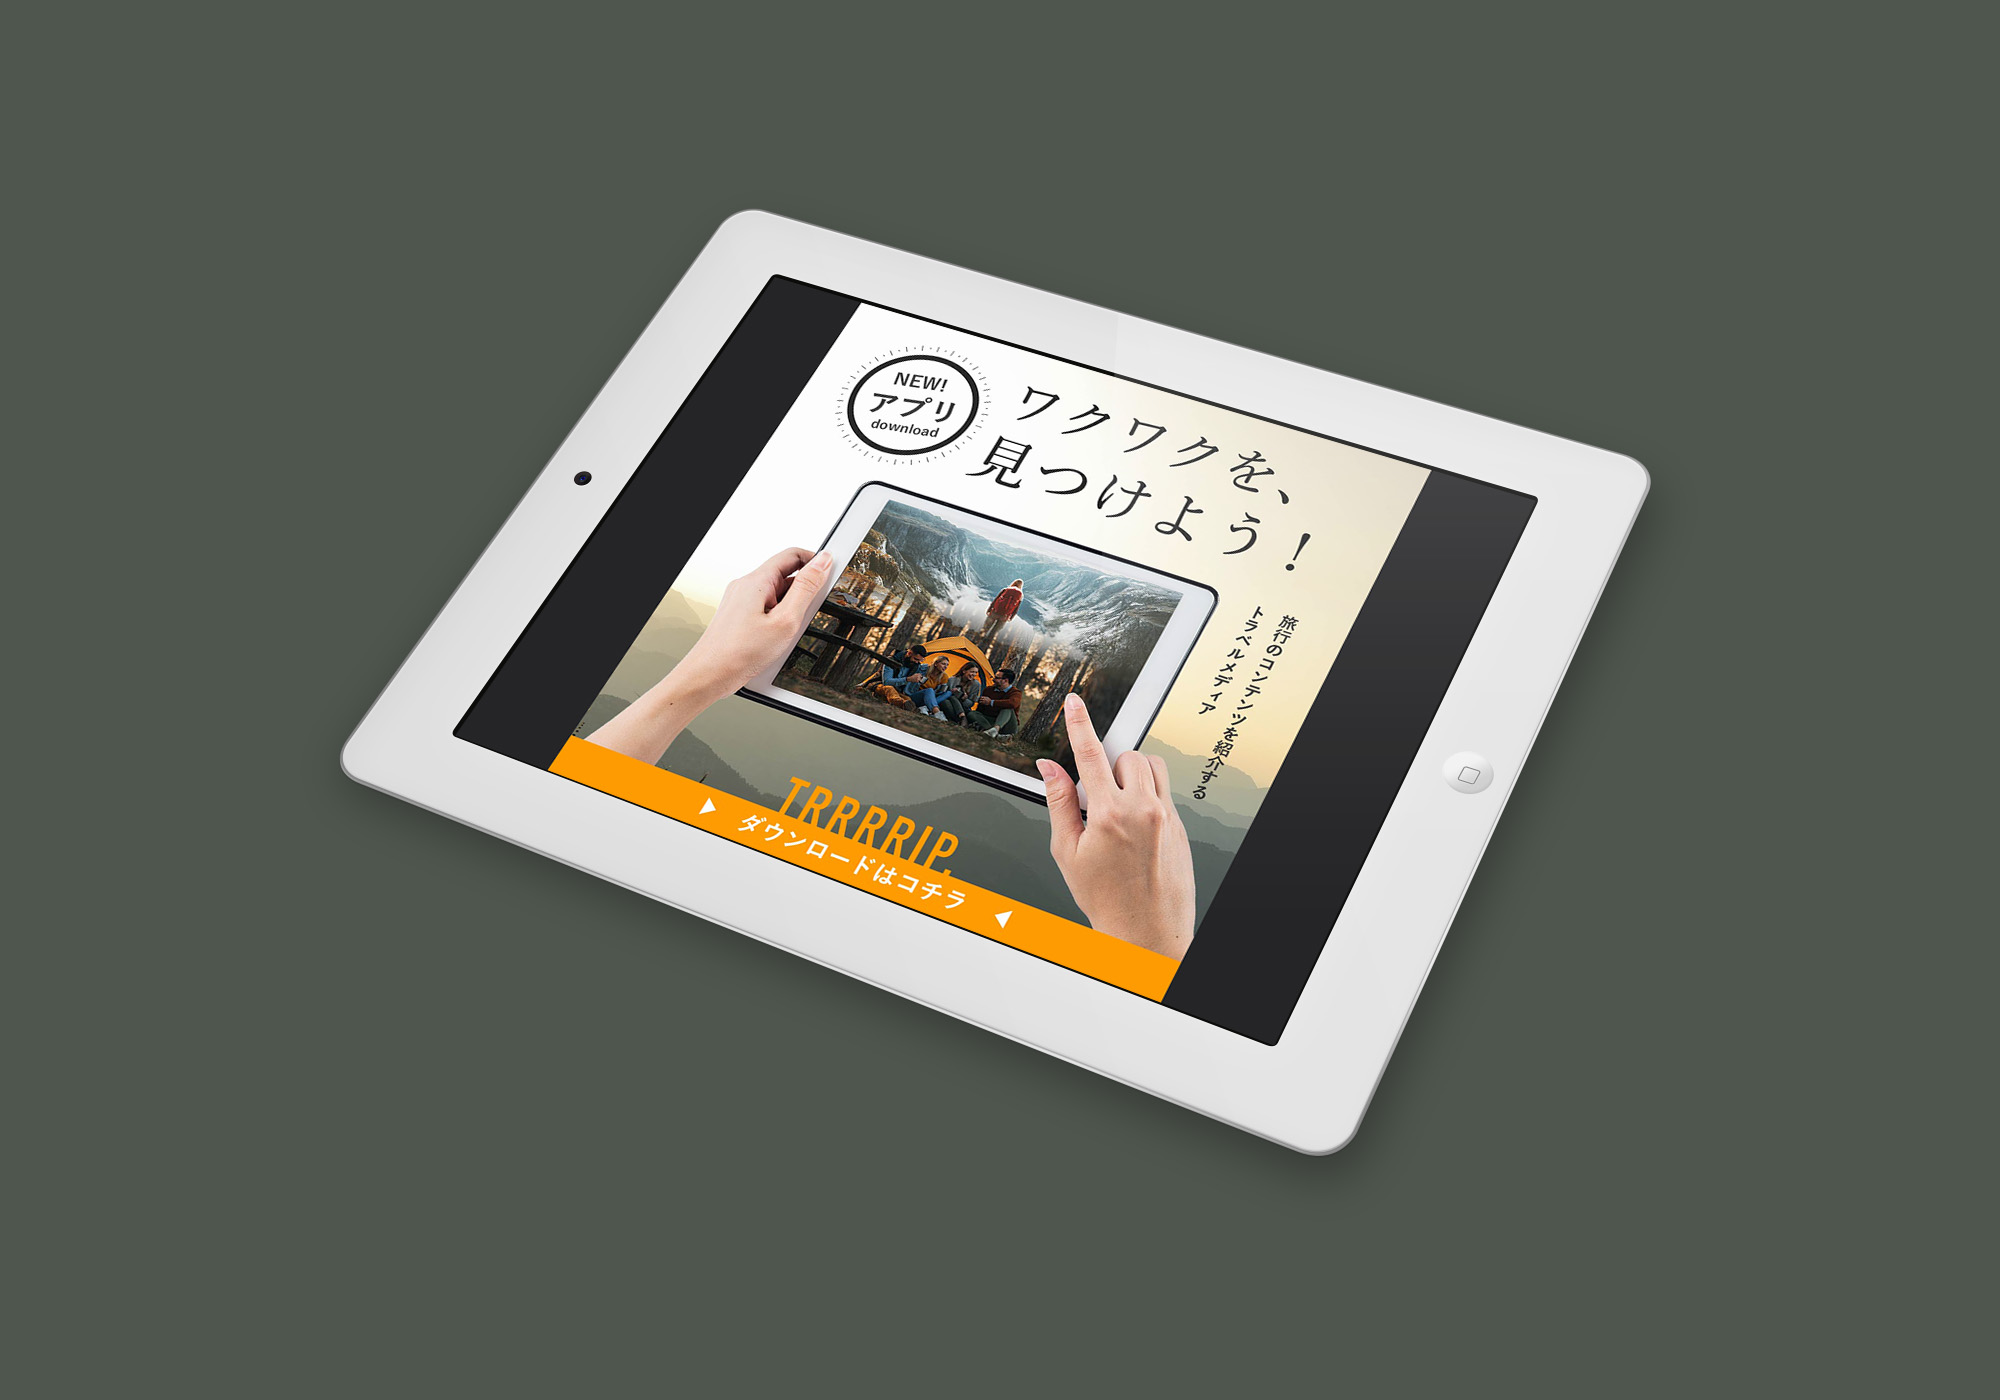 NEW!
アプリ
download
ワクワクを、
見つけよう！
旅行のコンテンツを紹介する
トラベルメディア
TRRRRIP.
ダウンロードはコチラ